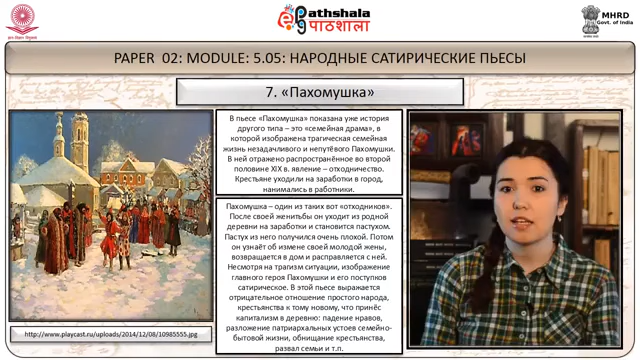 ePathshala
पाठशाला
MHRD
Govt. of India
PAPER 02: MODULE: 5.05: НАРОДНЫЕ САТИРИЧЕСКИЕ ПЬЕСЫ
7. «Пахомушка»
В пьесе «Пахомушка» показана уже история
другого типа – это «семейная драма», в
которой изображена трагическая семейная
жизнь незадачливого и непутёвого Пахомушки.
В ней отражено распространённое во второй
половине XIX в. явление – отходничество.
Крестьяне уходили на заработки в город,
нанимались в работники.
Пахомушка – один из таких вот «отходников».
После своей женитьбы он уходит из родной
деревни на заработки и становится пастухом.
Пастух из него получился очень плохой. Потом
он узнаёт об измене своей молодой жены,
возвращается в дом и расправляется с ней.
Несмотря на трагизм ситуации, изображение
главного героя Пахомушки и его поступков
сатирическое. В этой пьесе выражается
отрицательное отношение простого народа,
крестьянства к тому новому, что принёс
капитализм в деревню: падение нравов,
разложение патриархальных устоев семейно-
бытовой жизни, обнищание крестьянства,
развал семьи и т.п.
http://www.playcast.ru/uploads/2014/12/08/10985555.jpg